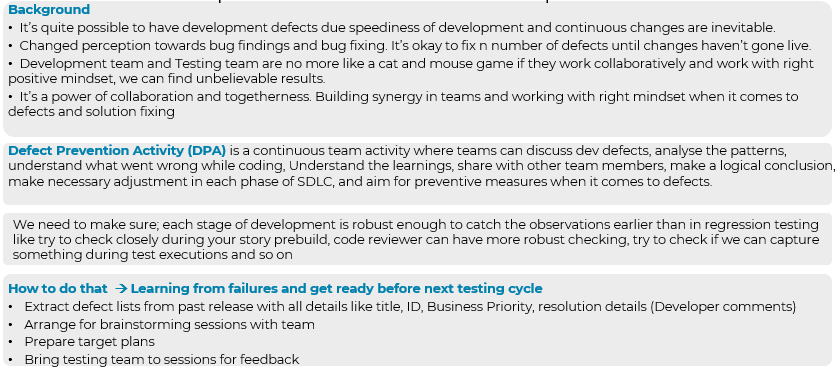 Background
• It's quite possible to have development defects due speediness of development and continuous changes are inevitable.
• Changed perception towards bug findings and bug fixing. It's okay to fix n number of defects until changes haven't gone live.
• Development team and Testing team are no more like a cat and mouse game if they work collaboratively and work with right
positive mindset, we can find unbelievable results.
• It's a power of collaboration and togetherness. Building synergy in teams and working with right mindset when it comes to
defects and solution fixing
Defect Prevention Activity (DPA) is a continuous team activity where teams can discuss dev defects, analyse the patterns,
understand what went wrong while coding, Understand the learnings, share with other team members, make a logical conclusion,
make necessary adjustment in each phase of SDLC, and aim for preventive measures when it comes to defects.
We need to make sure; each stage of development is robust enough to catch the observations earlier than in regression testing
like try to check closely during your story prebuild, code reviewer can have more robust checking, try to check if we can capture
something during test executions and so on
How to do that → Learning from failures and get ready before next testing cycle
• Extract defect lists from past release with all details like title, ID, Business Priority, resolution details (Developer comments)
• Arrange for brainstorming sessions with team
• Prepare target plans
• Bring testing team to sessions for feedback